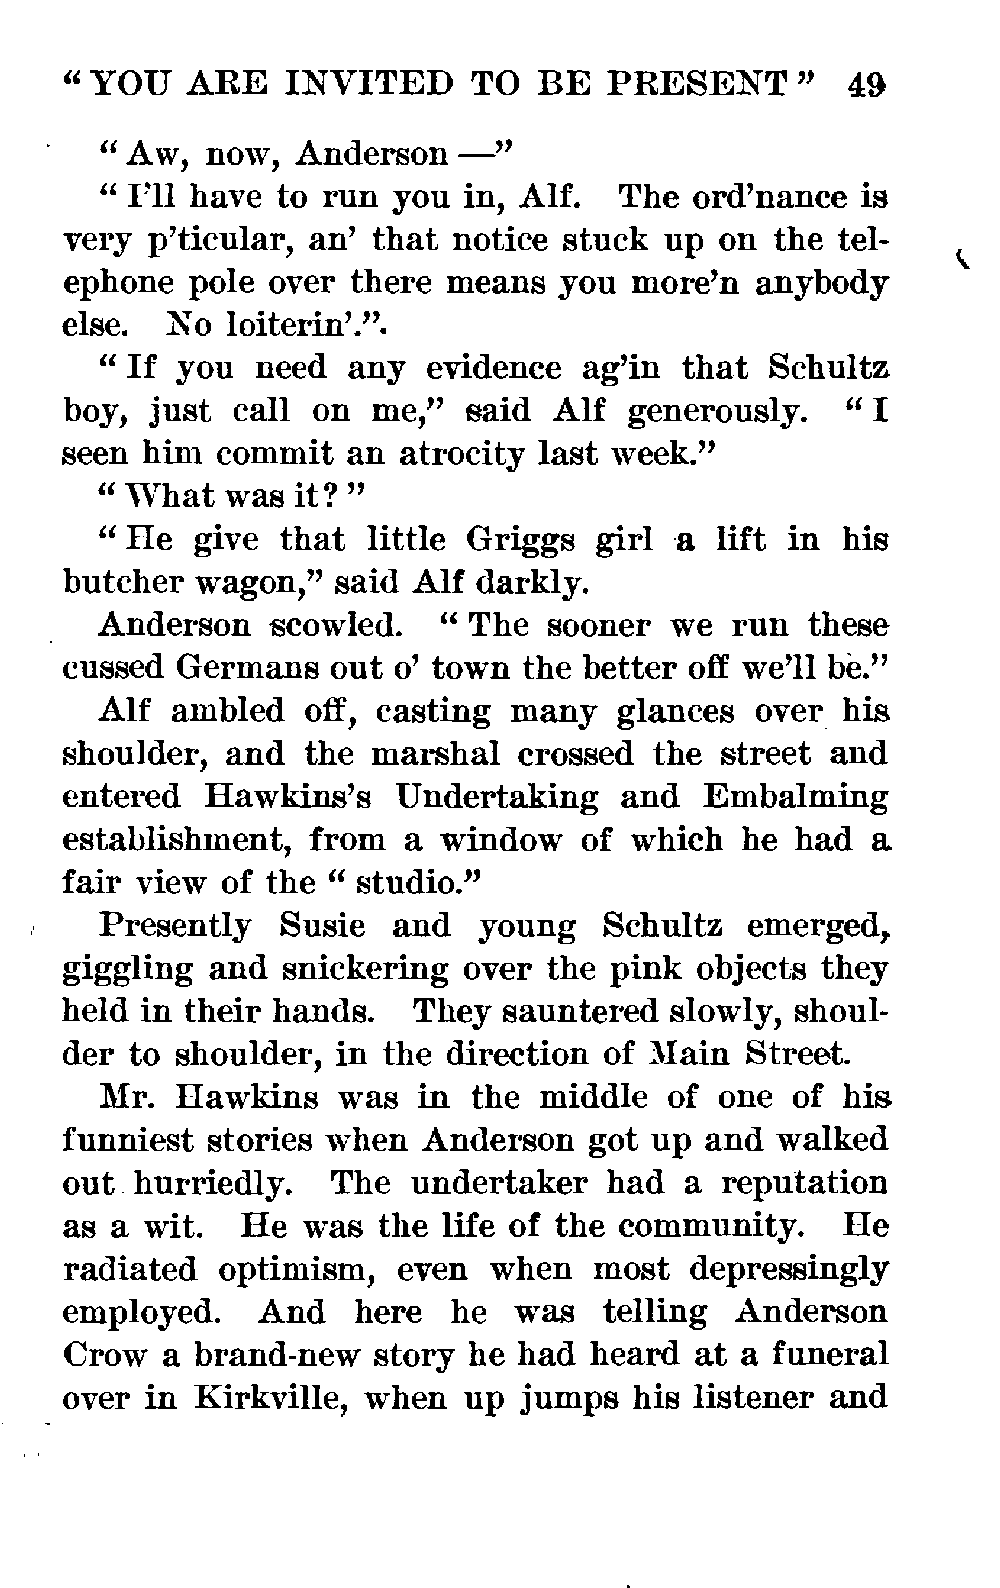 “ YOU ARE INVITED TO BE PRESENT ” 49
“ Aw, now, Anderson —”
“ I’ll have to run you in, Alf. The ord’nance is
very p’ticular, an’ that notice stuck up on the tel-
ephone pole over there means you more’n anybody
else. No loiterin’.”.
“ If you need any evidence ag’in that Schultz
boy, just call on me,” said Alf generously. “ I
seen him commit an atrocity last week.”
“ What was it? ”
“ He give that little Griggs girl a lift in his
butcher wagon,” said Alf darkly.
Anderson scowled. “ The sooner we run these
cussed Germans out o’ town the better off we’ll be.”
Alf ambled off, casting many glances over his
shoulder, and the marshal crossed the street and
entered Hawkins’s Undertaking and Embalming
establishment, from a window of which he had a
fair view of the “ studio.”
Presently Susie and young Schultz emerged,
giggling and snickering over the pink objects they
held in their hands. They sauntered slowly, shoul-
der to shoulder, in the direction of Main Street.
Mr. Hawkins was in the middle of one of his
funniest stories when Anderson got up and walked
out hurriedly. The undertaker had a reputation
as a wit. He was the life of the community. He
radiated optimism, even when most depressingly
employed. And here he was telling Anderson
Crow a brand-new story he had heard at a funeral
over in Kirkville, when up jumps his listener and